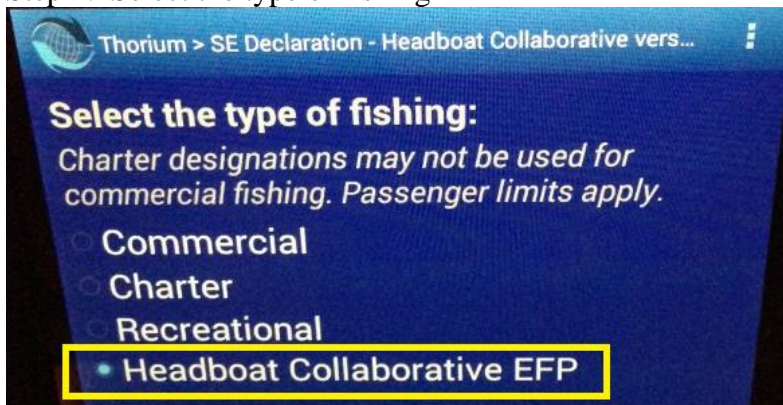 Thorium > SE Declaration - Headboat Collaborative vers...
Select the type of fishing:
Charter designations may not be used for
commercial fishing. Passenger limits apply.
Commercial
Charter
Recreational
Headboat Collaborative EFP